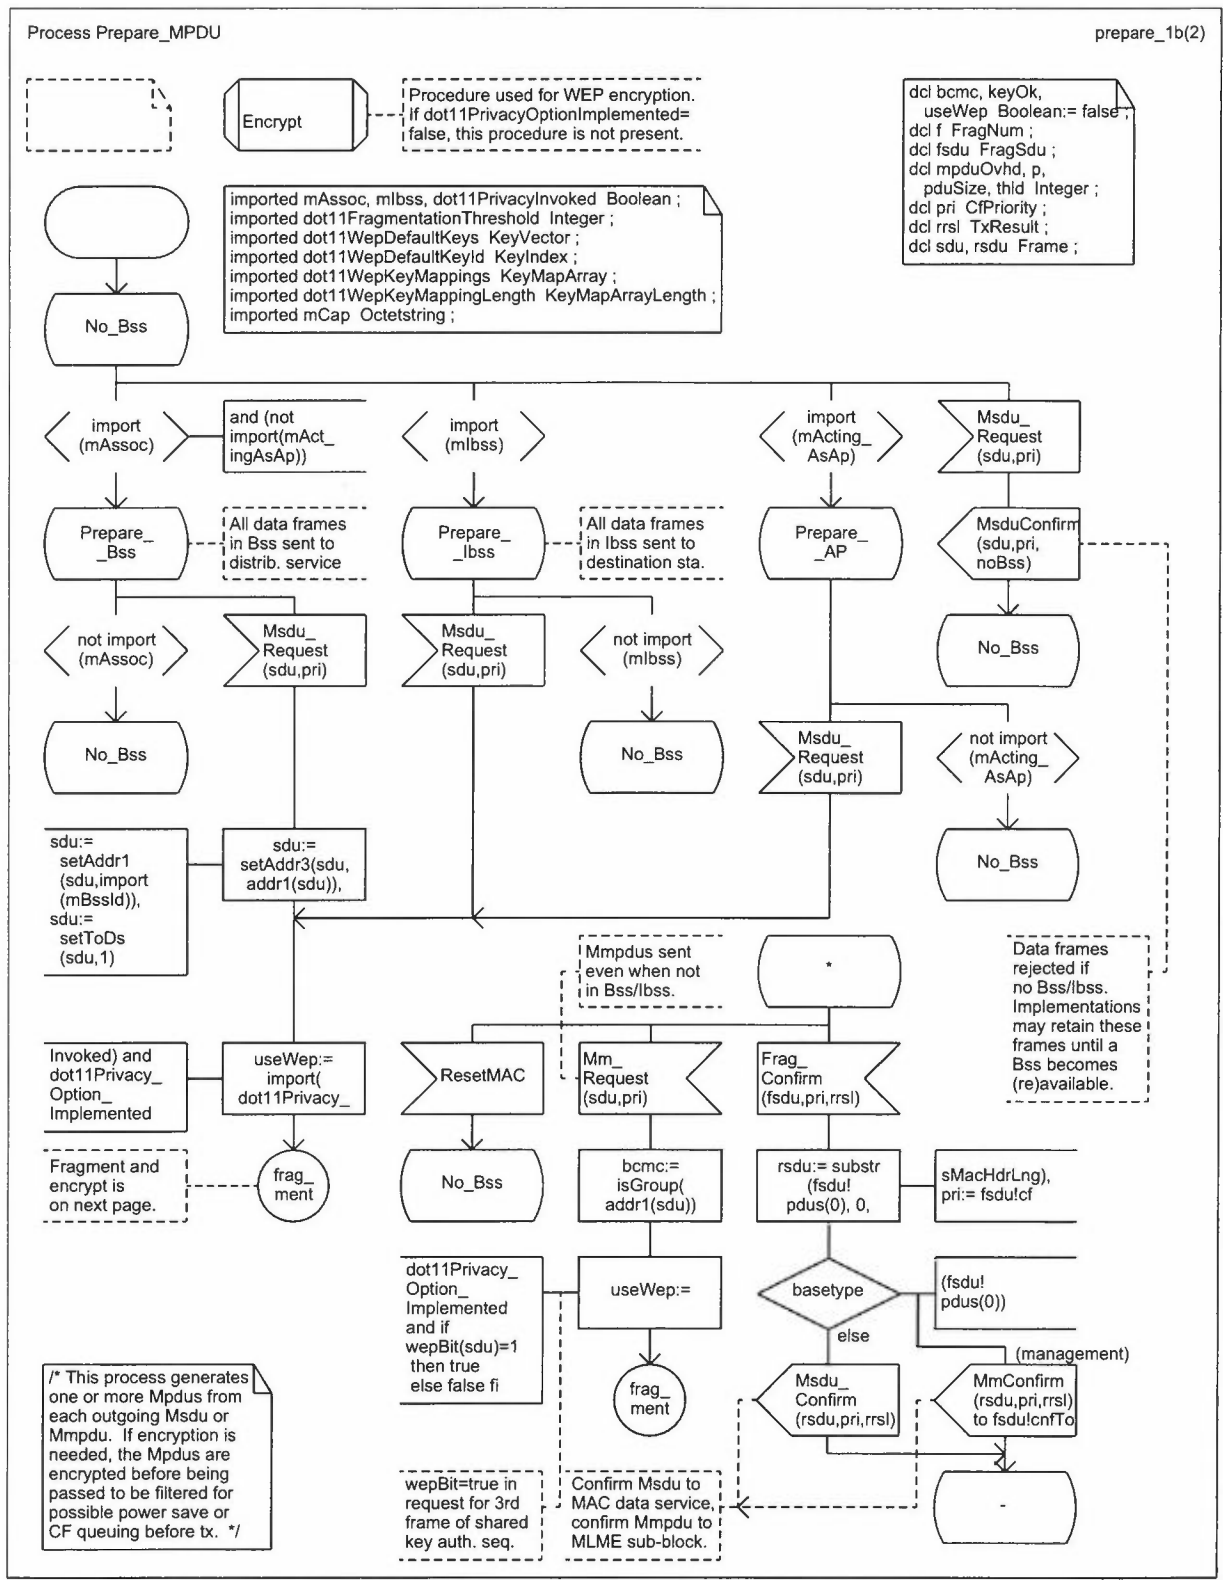 Process Prepare_MPDU
prepare_1b(2)
Encrypt
Procedure used for WEP encryption.
If dot11PrivacyOptionImplemented=
false, this procedure is not present.
dcl bcmc, keyOk,
useWep Boolean:= false ;
dcl f FragNum ;
dcl fsdu FragSdu ;
dcl mpduOvhd, p,
pduSize, thld Integer ;
dcl pri CfPriority ;
dcl rrsl TxResult ;
dcl sdu, rsdu Frame ;
imported mAssoc, mIbss, dot11PrivacyInvoked Boolean ;
imported dot11FragmentationThreshold Integer ;
imported dot11WepDefaultKeys KeyVector ;
imported dot11WepDefaultKeyId KeyIndex ;
imported dot11WepKeyMappings KeyMapArray ;
imported dot11WepKeyMappingLength KeyMapArrayLength ;
imported mCap Octetstring ;
No_Bss
import
(mAssoc)
and (not
import(mAct_
ingAsAp))
import
(mIbss)
import
(mActing_
AsAp)
Msdu_
Request
(sdu,pri)
Prepare_
_Bss
All data frames
in Bss sent to
distrib. service
Prepare_
_Ibss
All data frames
in Ibss sent to
destination sta.
Prepare_
_AP
MsduConfirm
(sdu,pri,
noBss)
not import
(mAssoc)
Msdu_
Request
(sdu,pri)
Msdu_
Request
(sdu,pri)
not import
(mIbss)
No_Bss
No_Bss
No_Bss
Msdu_
Request
(sdu,pri)
not import
(mActing_
AsAp)
No_Bss
sdu:=
setAddr1
(sdu,import
(mBssId)),
sdu:=
setToDs
(sdu,1)
sdu:=
setAddr3(sdu,
addr1(sdu)),
Mmpdus sent
even when not
in Bss/Ibss.
*
Data frames
rejected if
no Bss/Ibss.
Implementations
may retain these
frames until a
Bss becomes
(re)available.
Invoked) and
dot11Privacy_
Option_
Implemented
useWep:=
import(
dot11Privacy_
ResetMAC
Mm_
Request
(sdu,pri)
Frag_
Confirm
(fsdu,pri,rrsl)
Fragment and
encrypt is
on next page.
frag_
ment
No_Bss
bcmc:=
isGroup(
addr1(sdu))
rsdu:= substr
(fsdu!
pdus(0), 0,
sMacHdrLng),
pri:= fsdu!cf
dot11Privacy_
Option_
Implemented
and if
wepBit(sdu)=1
then true
else false fi
useWep:=
basetype
(fsdu!
pdus(0))
else
(management)
/* This process generates
one or more Mpdus from
each outgoing Msdu or
Mmpdu. If encryption is
needed, the Mpdus are
encrypted before being
passed to be filtered for
possible power save or
CF queuing before tx. */
frag_
ment
Msdu_
Confirm
(rsdu,pri,rrsl)
MmConfirm
(rsdu,pri,rrsl)
to fsdu!cnfTo
wepBit=true in
request for 3rd
frame of shared
key auth. seq.
Confirm Msdu to
MAC data service,
confirm Mmpdu to
MLME sub-block.
-